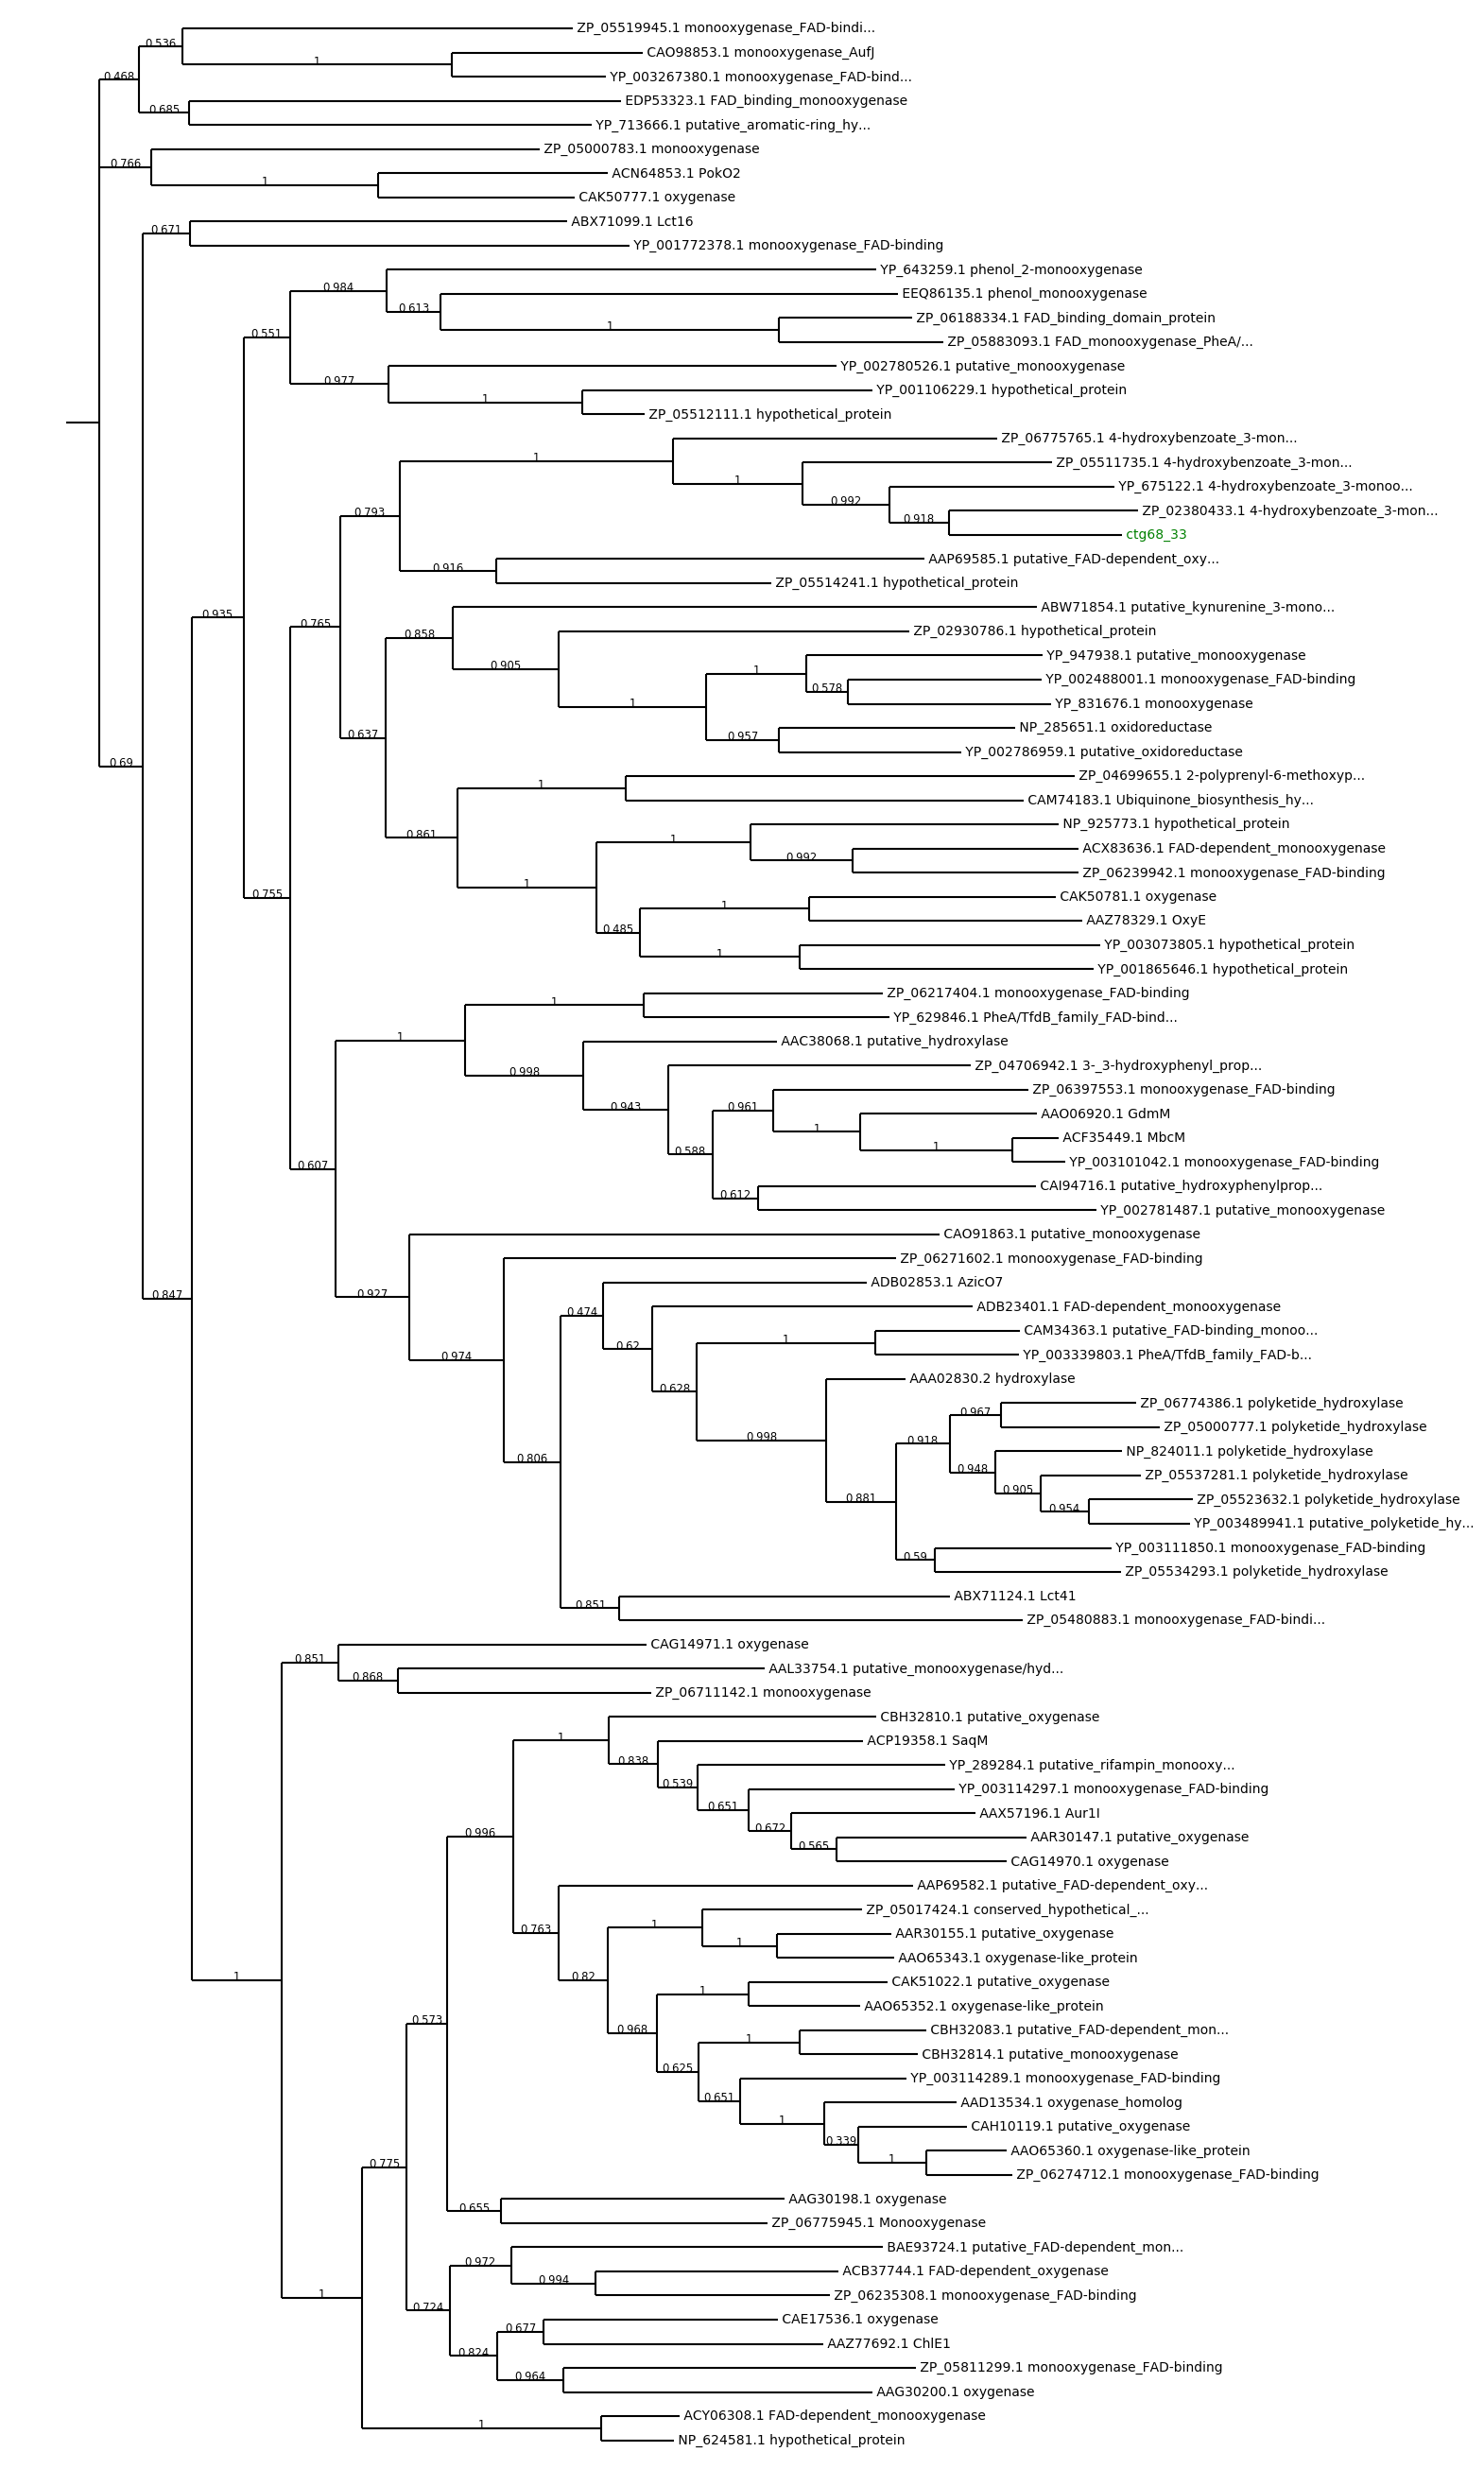 ZP_05519945.1 monooxygenase_FAD-bindi...
0.536
CAO98853.1 monooxygenase_AufJ
1
0.468
YP_003267380.1 monooxygenase_FAD-bind...
EDP53323.1 FAD_binding_monooxygenase
0.685
YP_713666.1 putative_aromatic-ring_hy...
ZP_05000783.1 monooxygenase
0.766
ACN64853.1 PokO2
1
CAK50777.1 oxygenase
ABX71099.1 Lct16
0.671
YP_001772378.1 monooxygenase_FAD-binding
YP_643259.1 phenol_2-monooxygenase
0.984
EEQ86135.1 phenol_monooxygenase
0.613
ZP_06188334.1 FAD_binding_domain_protein
1
0.551
ZP_05883093.1 FAD_monooxygenase_PheA/...
YP_002780526.1 putative_monooxygenase
0.977
YP_001106229.1 hypothetical_protein
1
ZP_05512111.1 hypothetical_protein
ZP_06775765.1 4-hydroxybenzoate_3-mon...
1
ZP_05511735.1 4-hydroxybenzoate_3-mon...
1
YP_675122.1 4-hydroxybenzoate_3-monoo...
0.992
ZP_02380433.1 4-hydroxybenzoate_3-mon...
0.793
0.918
ctg68_33
AAP69585.1 putative_FAD-dependent_oxy...
0.916
ZP_05514241.1 hypothetical_protein
ABW71854.1 putative_kynurenine_3-mono...
0.935
0.765
ZP_02930786.1 hypothetical_protein
0.858
YP_947938.1 putative_monooxygenase
0.905
1
YP_002488001.1 monooxygenase_FAD-binding
0.578
YP_831676.1 monooxygenase
1
NP_285651.1 oxidoreductase
0.637
0.957
YP_002786959.1 putative_oxidoreductase
0.69
ZP_04699655.1 2-polyprenyl-6-methoxyp...
1
CAM74183.1 Ubiquinone_biosynthesis_hy...
NP_925773.1 hypothetical_protein
0.861
1
ACX83636.1 FAD-dependent_monooxygenase
0.992
ZP_06239942.1 monooxygenase_FAD-binding
1
0.755
CAK50781.1 oxygenase
1
AAZ78329.1 OxyE
0.485
YP_003073805.1 hypothetical_protein
1
YP_001865646.1 hypothetical_protein
ZP_06217404.1 monooxygenase_FAD-binding
1
YP_629846.1 PheA/TfdB_family_FAD-bind...
1
AAC38068.1 putative_hydroxylase
ZP_04706942.1 3-_3-hydroxyphenyl_prop...
0.998
ZP_06397553.1 monooxygenase_FAD-binding
0.943
0.961
AAO06920.1 GdmM
1
ACF35449.1 MbcM
1
0.588
YP_003101042.1 monooxygenase_FAD-binding
0.607
CAI94716.1 putative_hydroxyphenylprop...
0.612
YP_002781487.1 putative_monooxygenase
CAO91863.1 putative_monooxygenase
ZP_06271602.1 monooxygenase_FAD-binding
ADB02853.1 AzicO7
0.847
0.927
ADB23401.1 FAD-dependent_monooxygenase
0.474
CAM34363.1 putative_FAD-binding_monoo...
1
0.62
YP_003339803.1 PheA/TfdB_family_FAD-b...
0.974
AAA02830.2 hydroxylase
0.628
ZP_06774386.1 polyketide_hydroxylase
0.967
ZP_05000777.1 polyketide_hydroxylase
0.998
0.918
NP_824011.1 polyketide_hydroxylase
0.806
0.948
ZP_05537281.1 polyketide_hydroxylase
0.905
ZP_05523632.1 polyketide_hydroxylase
0.881
0.954
YP_003489941.1 putative_polyketide_hy...
YP_003111850.1 monooxygenase_FAD-binding
0.59
ZP_05534293.1 polyketide_hydroxylase
ABX71124.1 Lct41
0.851
ZP_05480883.1 monooxygenase_FAD-bindi...
CAG14971.1 oxygenase
0.851
AAL33754.1 putative_monooxygenase/hyd...
0.868
ZP_06711142.1 monooxygenase
CBH32810.1 putative_oxygenase
1
ACP19358.1 SaqM
0.838
YP_289284.1 putative_rifampin_monooxy...
0.539
YP_003114297.1 monooxygenase_FAD-binding
0.651
AAX57196.1 Aur1I
0.672
0.996
AAR30147.1 putative_oxygenase
0.565
CAG14970.1 oxygenase
AAP69582.1 putative_FAD-dependent_oxy...
ZP_05017424.1 conserved_hypothetical_...
0.763
1
AAR30155.1 putative_oxygenase
1
AAO65343.1 oxygenase-like_protein
1
0.82
CAK51022.1 putative_oxygenase
1
AAO65352.1 oxygenase-like_protein
0.573
0.968
CBH32083.1 putative_FAD-dependent_mon...
1
CBH32814.1 putative_monooxygenase
0.625
YP_003114289.1 monooxygenase_FAD-binding
0.651
AAD13534.1 oxygenase_homolog
1
CAH10119.1 putative_oxygenase
0.339
AAO65360.1 oxygenase-like_protein
1
0.775
ZP_06274712.1 monooxygenase_FAD-binding
AAG30198.1 oxygenase
0.655
ZP_06775945.1 Monooxygenase
BAE93724.1 putative_FAD-dependent_mon...
0.972
ACB37744.1 FAD-dependent_oxygenase
0.994
1
ZP_06235308.1 monooxygenase_FAD-binding
0.724
CAE17536.1 oxygenase
0.677
AAZ77692.1 ChlE1
0.824
ZP_05811299.1 monooxygenase_FAD-binding
0.964
AAG30200.1 oxygenase
ACY06308.1 FAD-dependent_monooxygenase
1
NP_624581.1 hypothetical_protein